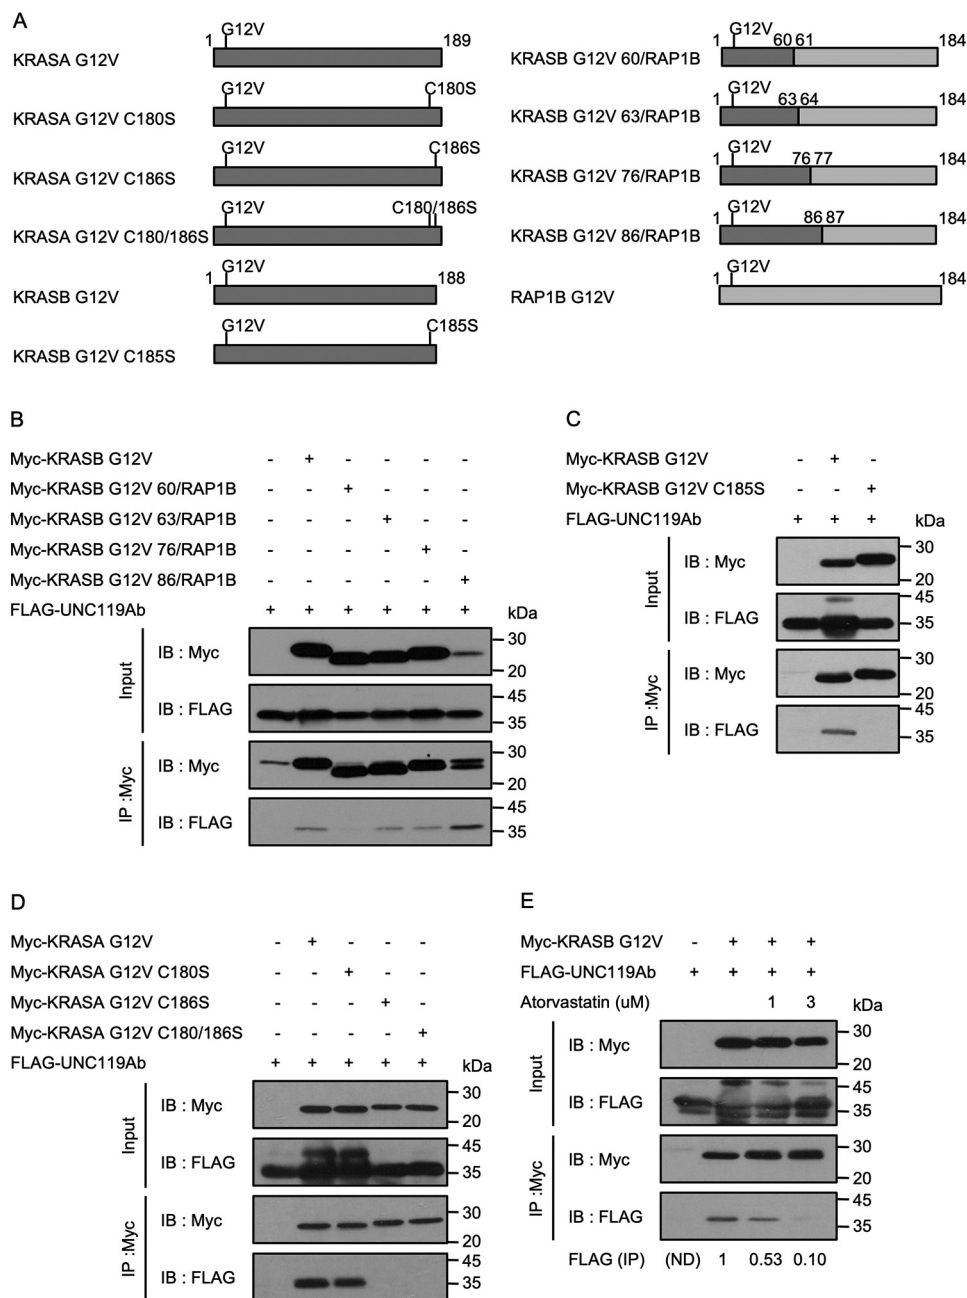 A
G12V
1 189
KRASA G12V
G12V C180S
KRASA G12V C180S
G12V C186S
KRASA G12V C186S
G12V C180/186S
KRASA G12V C180/186S
G12V
1 188
KRASB G12V
G12V C185S
KRASB G12V C185S
G12V
1 60 61 184
KRASB G12V 60/RAP1B
G12V
1 63 64 184
KRASB G12V 63/RAP1B
G12V
1 76 77 184
KRASB G12V 76/RAP1B
G12V
1 86 87 184
KRASB G12V 86/RAP1B
G12V
1 184
RAP1B G12V
B
Myc-KRASB G12V - + - - - -
Myc-KRASB G12V 60/RAP1B - - + - - -
Myc-KRASB G12V 63/RAP1B - - - + - -
Myc-KRASB G12V 76/RAP1B - - - - + -
Myc-KRASB G12V 86/RAP1B - - - - - +
FLAG-UNC119Ab + + + + + + kDa
Input
IB : Myc 30
20
IB : FLAG 45
35
IP :Myc
IB : Myc 30
20
IB : FLAG 45
35
C
Myc-KRASB G12V - + -
Myc-KRASB G12V C185S - - +
FLAG-UNC119Ab + + + kDa
Input
IB : Myc 30
20
IB : FLAG 45
35
IP :Myc
IB : Myc 30
20
IB : FLAG 45
35
D
Myc-KRASA G12V - + - - -
Myc-KRASA G12V C180S - - + - -
Myc-KRASA G12V C186S - - - + -
Myc-KRASA G12V C180/186S - - - - +
FLAG-UNC119Ab + + + + + kDa
Input
IB : Myc 30
20
IB : FLAG 45
35
IP :Myc
IB : Myc 30
20
IB : FLAG 45
35
E
Myc-KRASB G12V - + + +
FLAG-UNC119Ab + + + +
Atorvastatin (uM) 1 3 kDa
Input
IB : Myc 30
20
IB : FLAG 45
35
IP :Myc
IB : Myc 30
20
IB : FLAG 45
35
FLAG (IP) (ND) 1 0.53 0.10